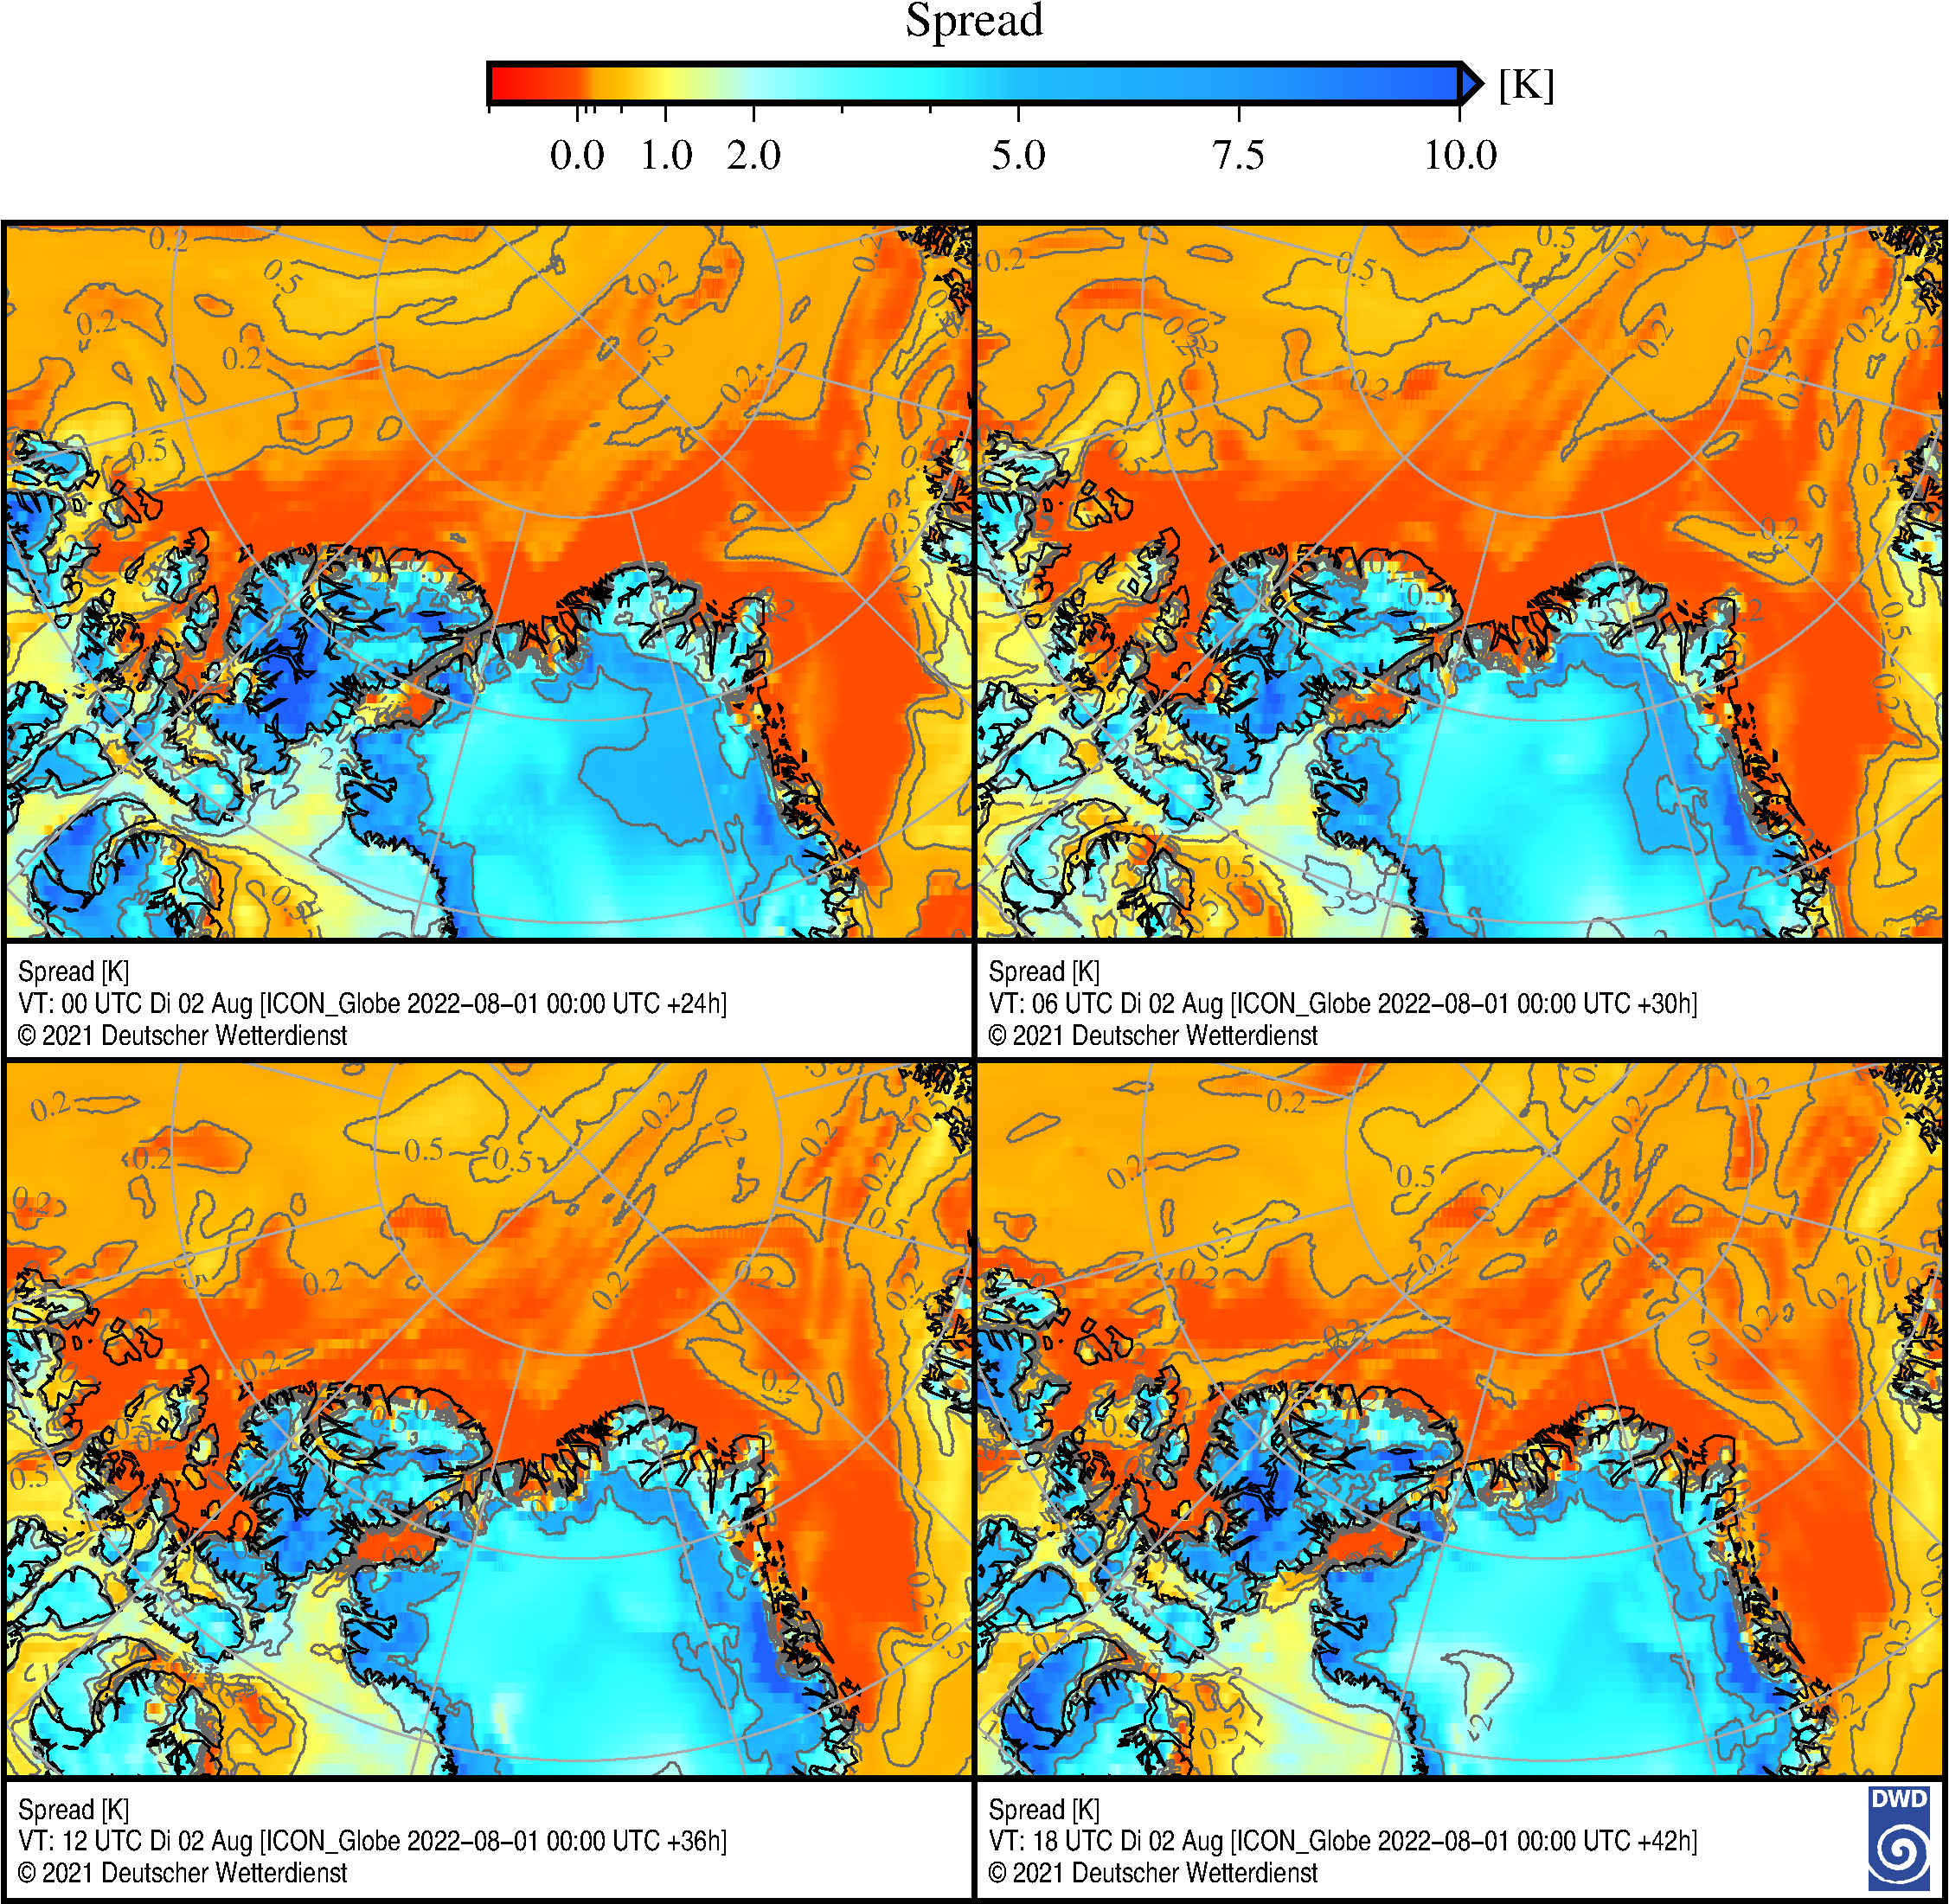 Spread
[K]
0.0 1.0 2.0 5.0 7.5 10.0
Spread [K]
VT: 00 UTC Di 02 Aug [ICON_Globe 2022-08-01 00:00 UTC +24h]
© 2021 Deutscher Wetterdienst
Spread [K]
VT: 06 UTC Di 02 Aug [ICON_Globe 2022-08-01 00:00 UTC +30h]
© 2021 Deutscher Wetterdienst
Spread [K]
VT: 12 UTC Di 02 Aug [ICON_Globe 2022-08-01 00:00 UTC +36h]
© 2021 Deutscher Wetterdienst
Spread [K]
VT: 18 UTC Di 02 Aug [ICON_Globe 2022-08-01 00:00 UTC +42h]
© 2021 Deutscher Wetterdienst
DWD